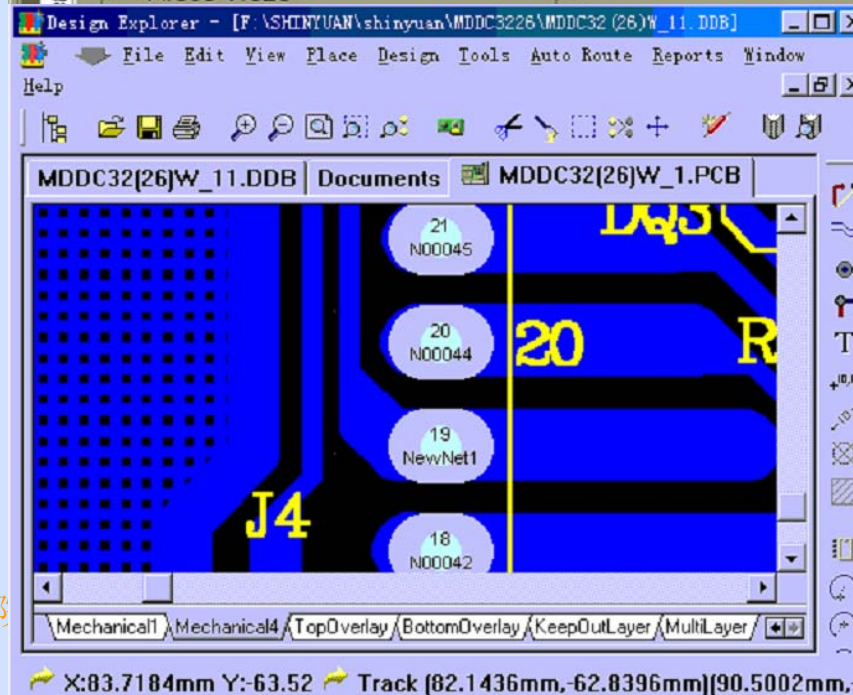 Design Explorer - [F:\SHINYUAN\shinyuan\MDDC3226\MDDC32(26)W_11.DDB]
File Edit View Place Design Tools Auto Route Reports Window
Help
MDDC32(26)W_11.DDB Documents MDDC32(26)W_1.PCB
21
N00045
DQ3
20
N00044
20
R
19
NewNet1
J4
18
N00042
Mechanical1 Mechanical4 TopOverlay BottomOverlay KeepOutLayer MultiLayer
X:83.7184mm Y:-63.52 Track (82.1436mm,-62.8396mm)(90.5002mm,-